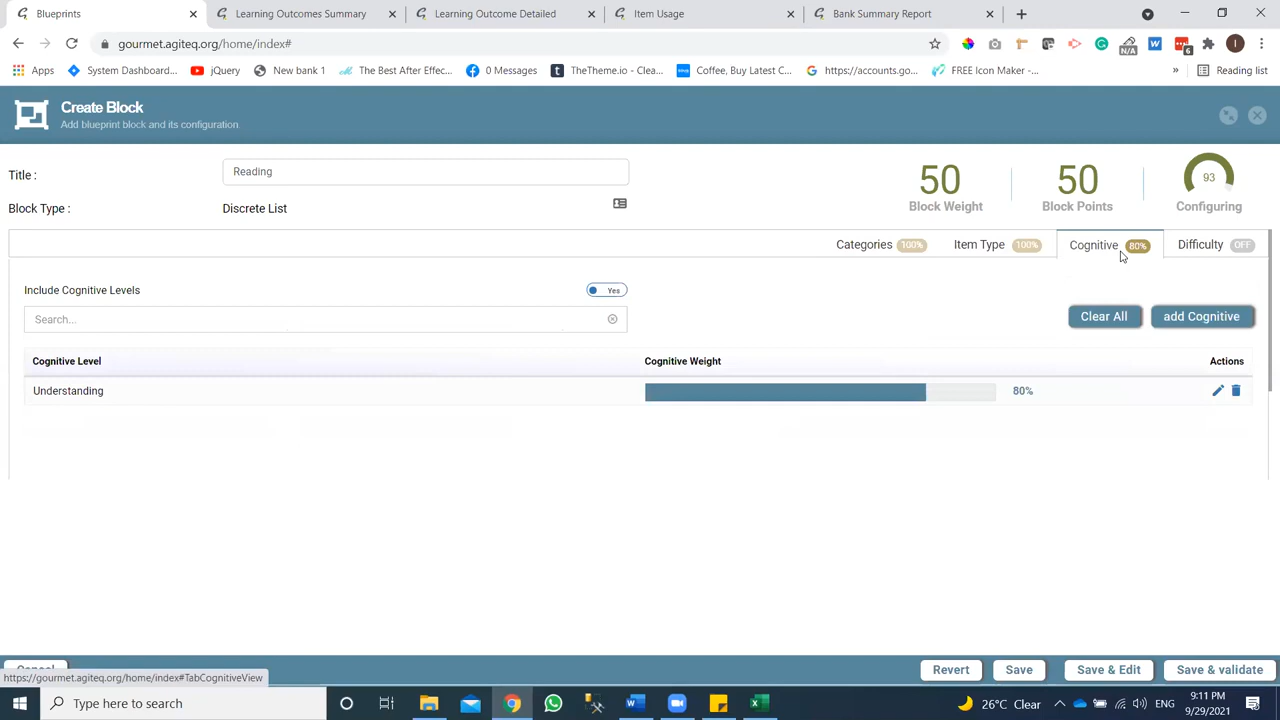 Blueprints
Learning Outcomes Summary
Learning Outcome Detailed
Item Usage
Bank Summary Report
gourmet.agiteq.org/home/index#
6
I
Apps
System Dashboard...
jQuery
New bank 1
The Best After Effec...
0 Messages
TheTheme.io - Clea...
Coffee, Buy Latest C...
https://accounts.go...
FREE Icon Maker -...
»
Reading list
Create Block
Add blueprint block and its configuration.
Title :
Reading
Block Type :
Discrete List
50
Block Weight
50
Block Points
93
Configuring
Categories 100%
Item Type 100%
Cognitive 80%
Difficulty OFF
Include Cognitive Levels
Yes
Search...
Clear All
add Cognitive
Cognitive Level
Cognitive Weight
Actions
Understanding
80%
Cancel
Revert
Save
Save & Edit
Save & validate
https://gourmet.agiteq.org/home/index#TabCognitiveView
Type here to search
26°C Clear
ENG
9:11 PM
9/29/2021